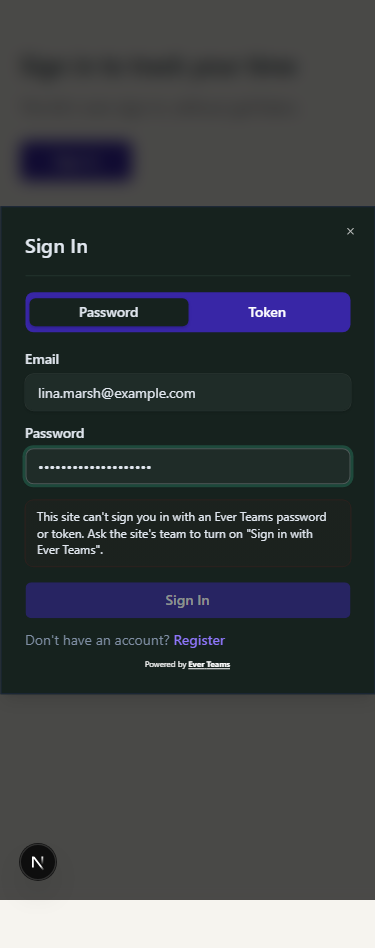 Sign In
×
Password
Token
Email
lina.marsh@example.com
Password
••••••••••••••••••••
This site can't sign you in with an Ever Teams password
or token. Ask the site's team to turn on "Sign in with
Ever Teams".
Sign In
Don't have an account? Register
Powered by Ever Teams
N